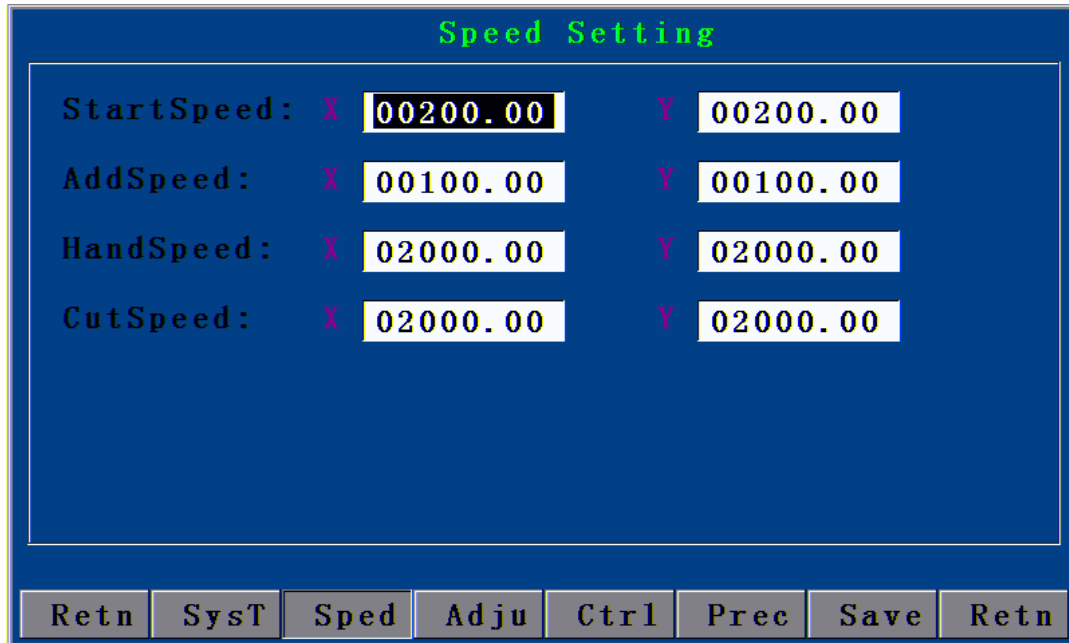 Speed Setting
StartSpeed: X 00200.00 Y 00200.00
AddSpeed: X 00100.00 Y 00100.00
HandSpeed: X 02000.00 Y 02000.00
CutSpeed: X 02000.00 Y 02000.00
Retn SysT Sped Adju Ctrl Prec Save Retn